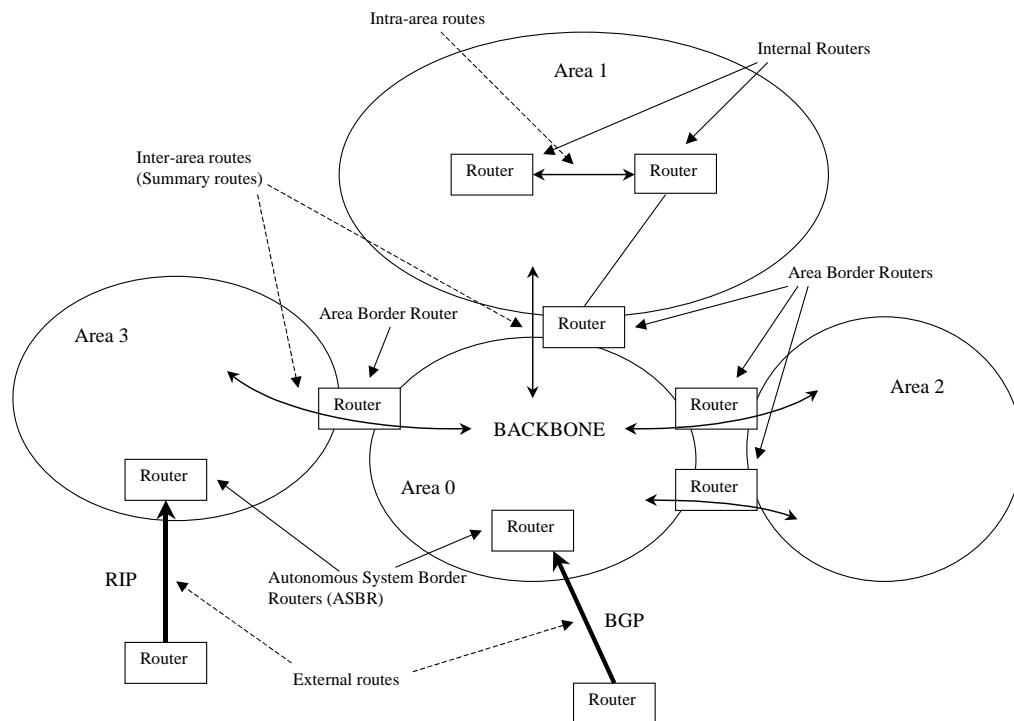 Intra-area routes
Internal Routers
Area 1
Inter-area routes
(Summary routes)
Router
Router
Area Border Routers
Area 3
Area Border Router
Router
Area 2
Router
Router
BACKBONE
Router
Area 0
Router
Router
RIP
Autonomous System Border
Routers (ASBR)
BGP
Router
External routes
Router